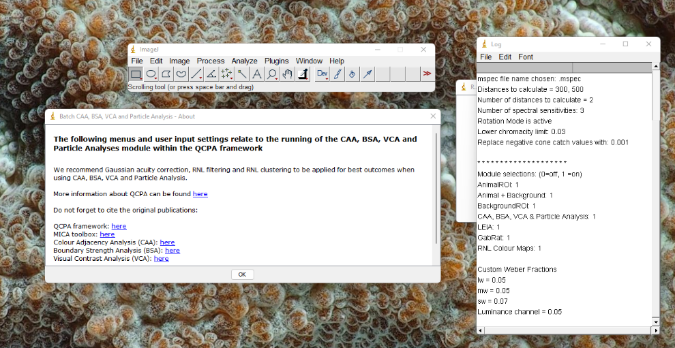 ImageJ
File Edit Image Process Analyze Plugins Window Help
Dev
Scrolling tool (or press space bar and drag)
Batch CAA, BSA, VCA and Particle Analysis - About
The following menus and user input settings relate to the running of the CAA, BSA, VCA and
Particle Analyses module within the QCPA framework
We recommend Gaussian acuity correction, RNL filtering and RNL clustering to be applied for best outcomes when
using CAA, BSA, VCA and Particle Analysis.
More information about QCPA can be found here
Do not forget to cite the original publications:
QCPA framework: here
MICA toolbox: here
Colour Adjacency Analysis (CAA): here
Boundary Strength Analysis (BSA): here
Visual Contrast Analysis (VCA): here
OK
Log
File Edit Font
mspec file name chosen: .mspec
Distances to calculate = 300, 500
Number of distances to calculate = 2
Number of spectral sensitivities: 3
Rotation Mode is active
Lower chromacity limit: 0.03
Replace negative cone catch values with: 0.001
* * * * * * * * * * * * * * * * * * * *
Module selections: (0=off, 1 =on)
AnimalROI: 1
Animal + Background: 1
BackgroundROI: 1
CAA, BSA, VCA & Particle Analysis: 1
LEIA: 1
GabRat: 1
RNL Colour Maps: 1
Custom Weber Fractions
lw = 0.05
mw = 0.05
sw = 0.07
Luminance channel = 0.05